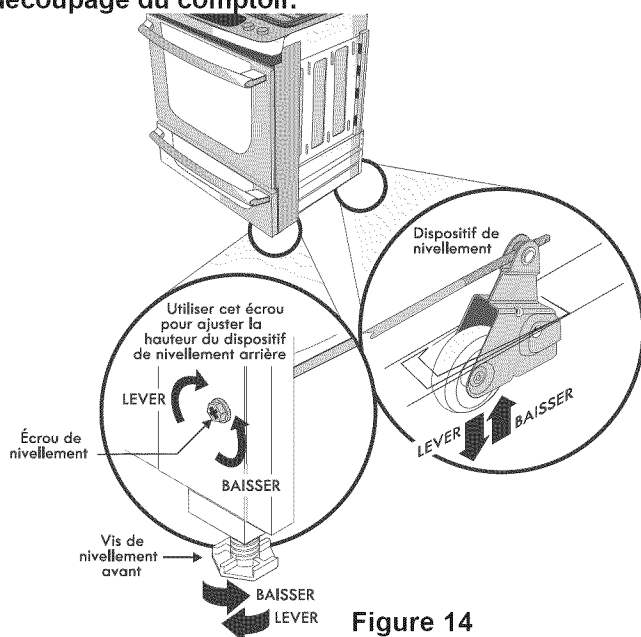 découpage du comptoir.
Dispositif de
nivellement
Utiliser cet écrou
pour ajuster la
hauteur du dispositif
de nivellement arrière
LEVER
Écrou de
nivellement
BAISSER
LEVER
BAISSER
Vis de
nivellement
avant
BAISSER
LEVER
Figure 14